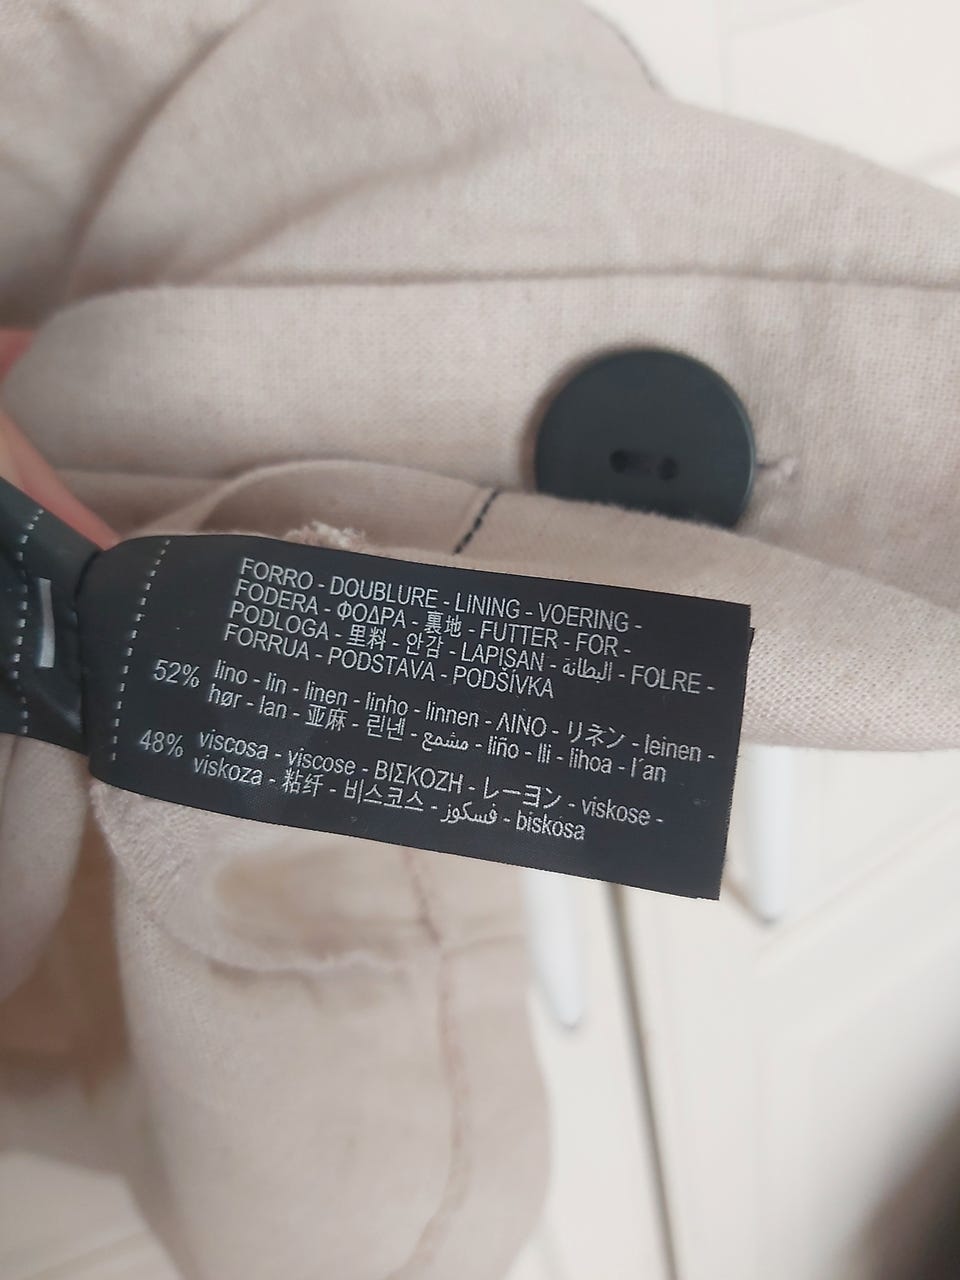 FORRO - DOUBLURE - LINING - VOERING -
FODERA - ΦΟΔΡΑ - 裏地 - FUTTER - FOR -
PODLOGA - 里料 - 안감 - LAPIŞAN - البطانة - FOLRE -
FORRUA - PODSTAVA - PODŠÍVKA
52% lino - lin - linen - linho - linnen - ΛΙΝΟ - リネン - leinen -
hør - lan - 亚麻 - 린넨 - مشمع - liño - lli - lihoa - l´an
48% viscosa - viscose - ΒΙΣΚΟΖΗ - レーヨン - viskose -
viskoza - 粘纤 - 비스코스 - فسكوز - biskosa